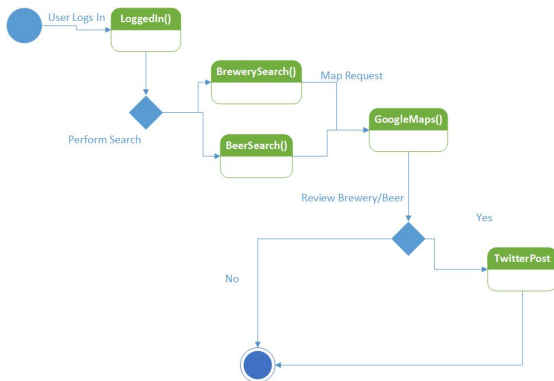 User Logs In
LoggedIn()
BrewerySearch()
Map Request
GoogleMaps()
Perform Search
BeerSearch()
Review Brewery/Beer
Yes
TwitterPost
No